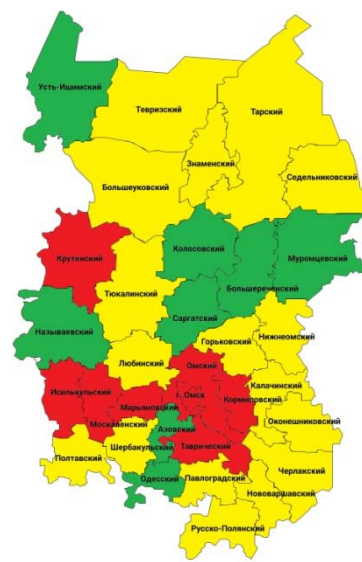 Усть-Ишимский
Тевризский
Тарский
Знаменский
Седельниковский
Большеуковский
Колосовский
Крутинский
Муромцевский
Большереченский
Тюкалинский
Саргатский
Называевский
Горьковский
Нижнеомский
Любинский
Омский
Исилькульский
Калачинский
г. Омск
Кормиловский
Марьяновский
Москаленский
Азовский
Оконешниковский
Шербакульский
Таврический
Полтавский
Черлакский
Одесский
Павлоградский
Нововаршавский
Русско-Полянский